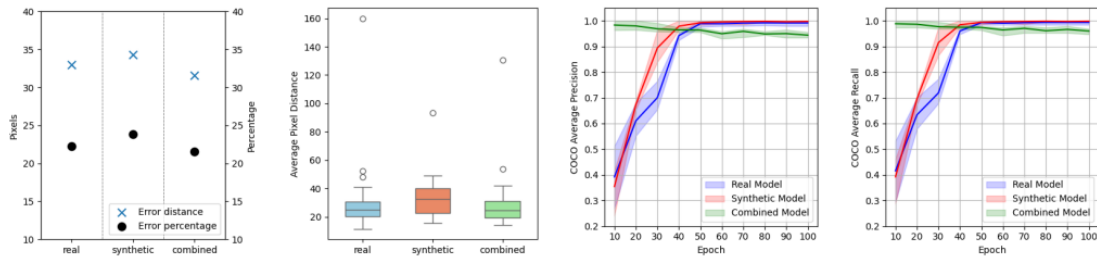 40
35
30
25
20
15
10
Pixels
40
35
30
25
20
15
10
Percentage
Error distance
Error percentage
real
synthetic
combined
160
140
120
100
80
60
40
20
Average Pixel Distance
real
synthetic
combined
1.0
0.9
0.8
0.7
0.6
0.5
0.4
0.3
0.2
COCO Average Precision
Real Model
Synthetic Model
Combined Model
10 20 30 40 50 60 70 80 90 100
Epoch
1.0
0.9
0.8
0.7
0.6
0.5
0.4
0.3
0.2
COCO Average Recall
Real Model
Synthetic Model
Combined Model
10 20 30 40 50 60 70 80 90 100
Epoch